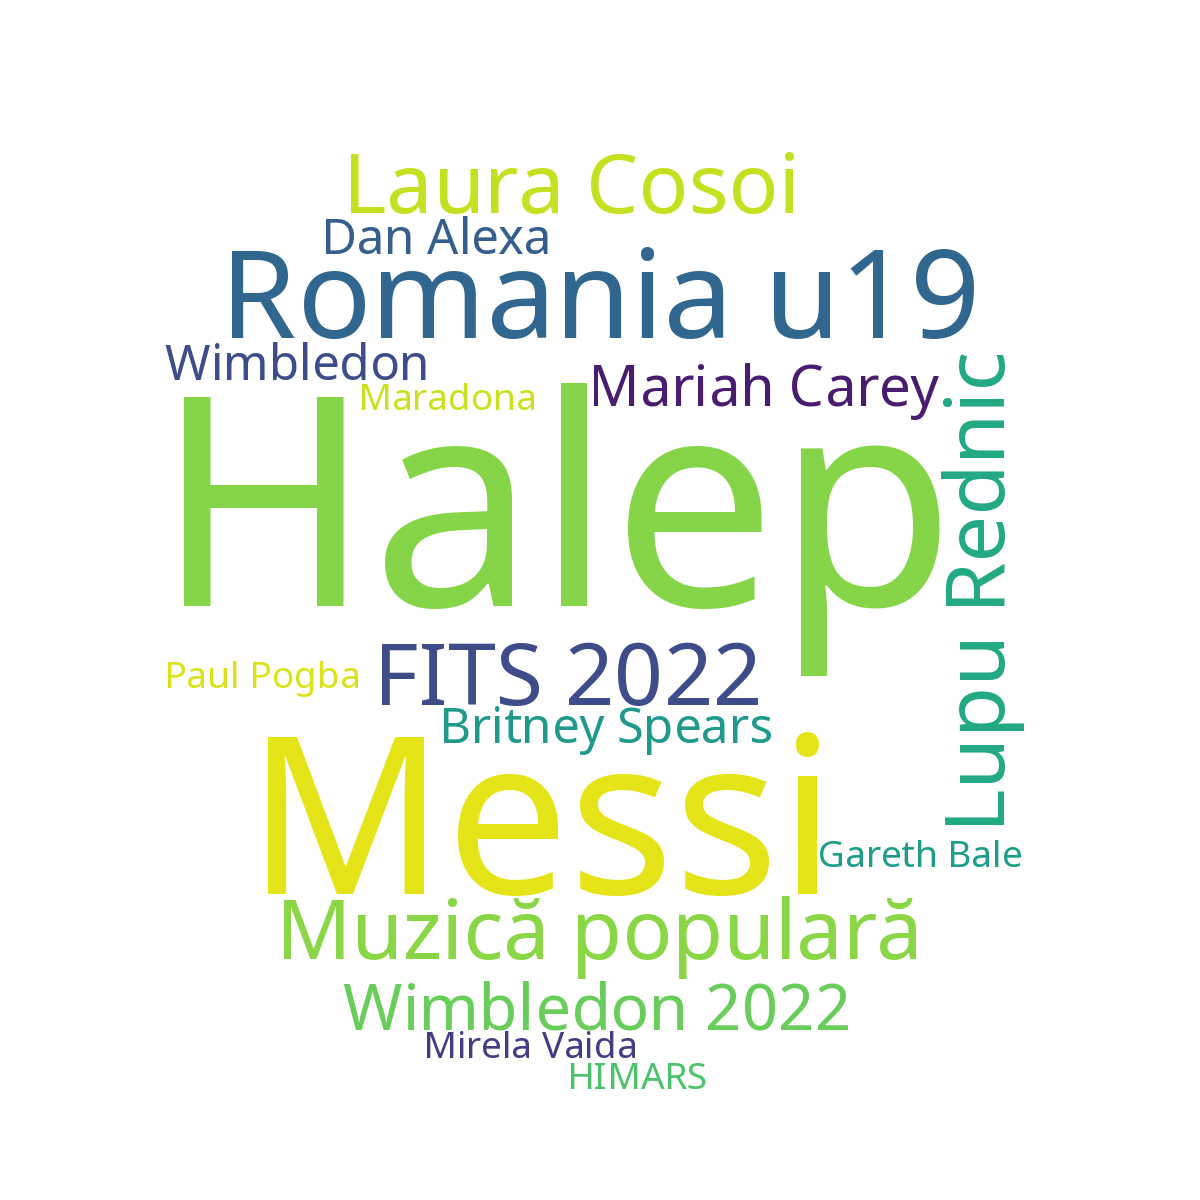 Laura Cosoi
Dan Alexa
Romania u19
Wimbledon
Mariah Carey
Maradona
Halep
Lupu Rednic
FITS 2022
Paul Pogba
Britney Spears
Messi
Gareth Bale
Muzică populară
Wimbledon 2022
Mirela Vaida
HIMARS